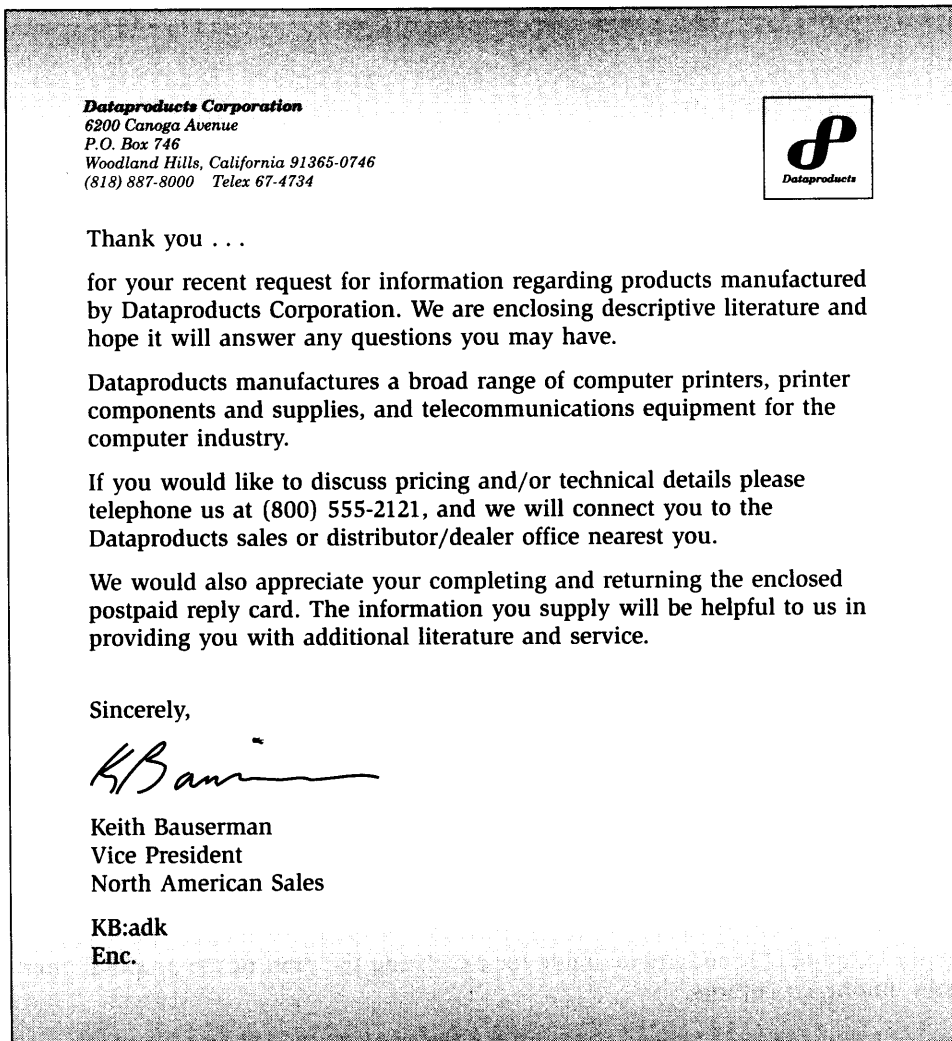 Dataproducts Corporation
6200 Canoga Avenue
P.O. Box 746
Woodland Hills, California 91365-0746
(818) 887-8000 Telex 67-4734
dp
Dataproducts
Thank you . . .
for your recent request for information regarding products manufactured
by Dataproducts Corporation. We are enclosing descriptive literature and
hope it will answer any questions you may have.
Dataproducts manufactures a broad range of computer printers, printer
components and supplies, and telecommunications equipment for the
computer industry.
If you would like to discuss pricing and/or technical details please
telephone us at (800) 555-2121, and we will connect you to the
Dataproducts sales or distributor/dealer office nearest you.
We would also appreciate your completing and returning the enclosed
postpaid reply card. The information you supply will be helpful to us in
providing you with additional literature and service.
Sincerely,
Keith Bauserman
Vice President
North American Sales
KB:adk
Enc.